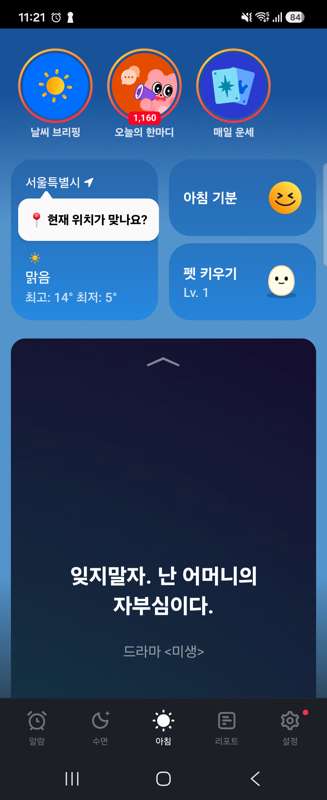 11:21
84
1,160
날씨 브리핑
오늘의 한마디
매일 운세
서울특별시
현재 위치가 맞나요?
맑음
최고: 14° 최저: 5°
아침 기분
펫 키우기
Lv. 1
잊지말자. 난 어머니의
자부심이다.
드라마 <미생>
알람
수면
아침
리포트
설정